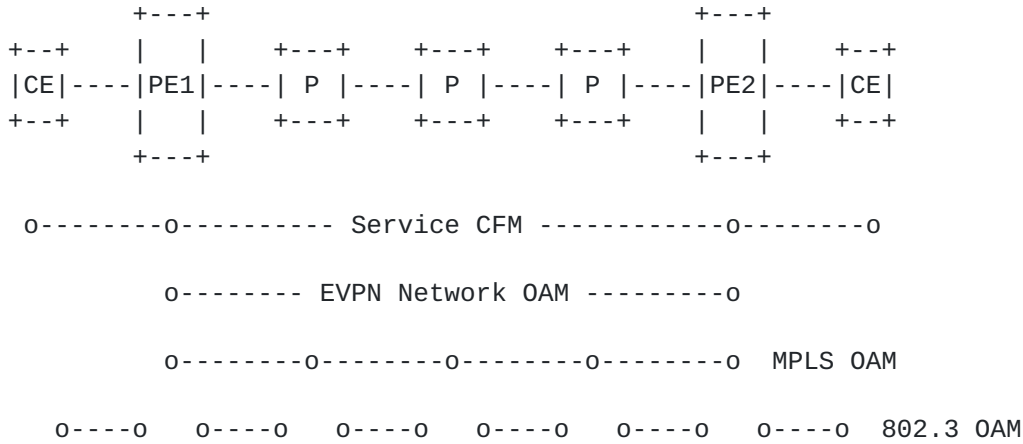 +---+ +---+
+--+ | | +---+ +---+ +---+ | | +--+
|CE|----|PE1|----| P |----| P |----| P |----|PE2|----|CE|
+--+ | | +---+ +---+ +---+ | | +--+
+---+ +---+
o--------o---------- Service CFM ------------o--------o
o-------- EVPN Network OAM ---------o
o--------o--------o--------o--------o MPLS OAM
o----o o----o o----o o----o o----o o----o 802.3 OAM